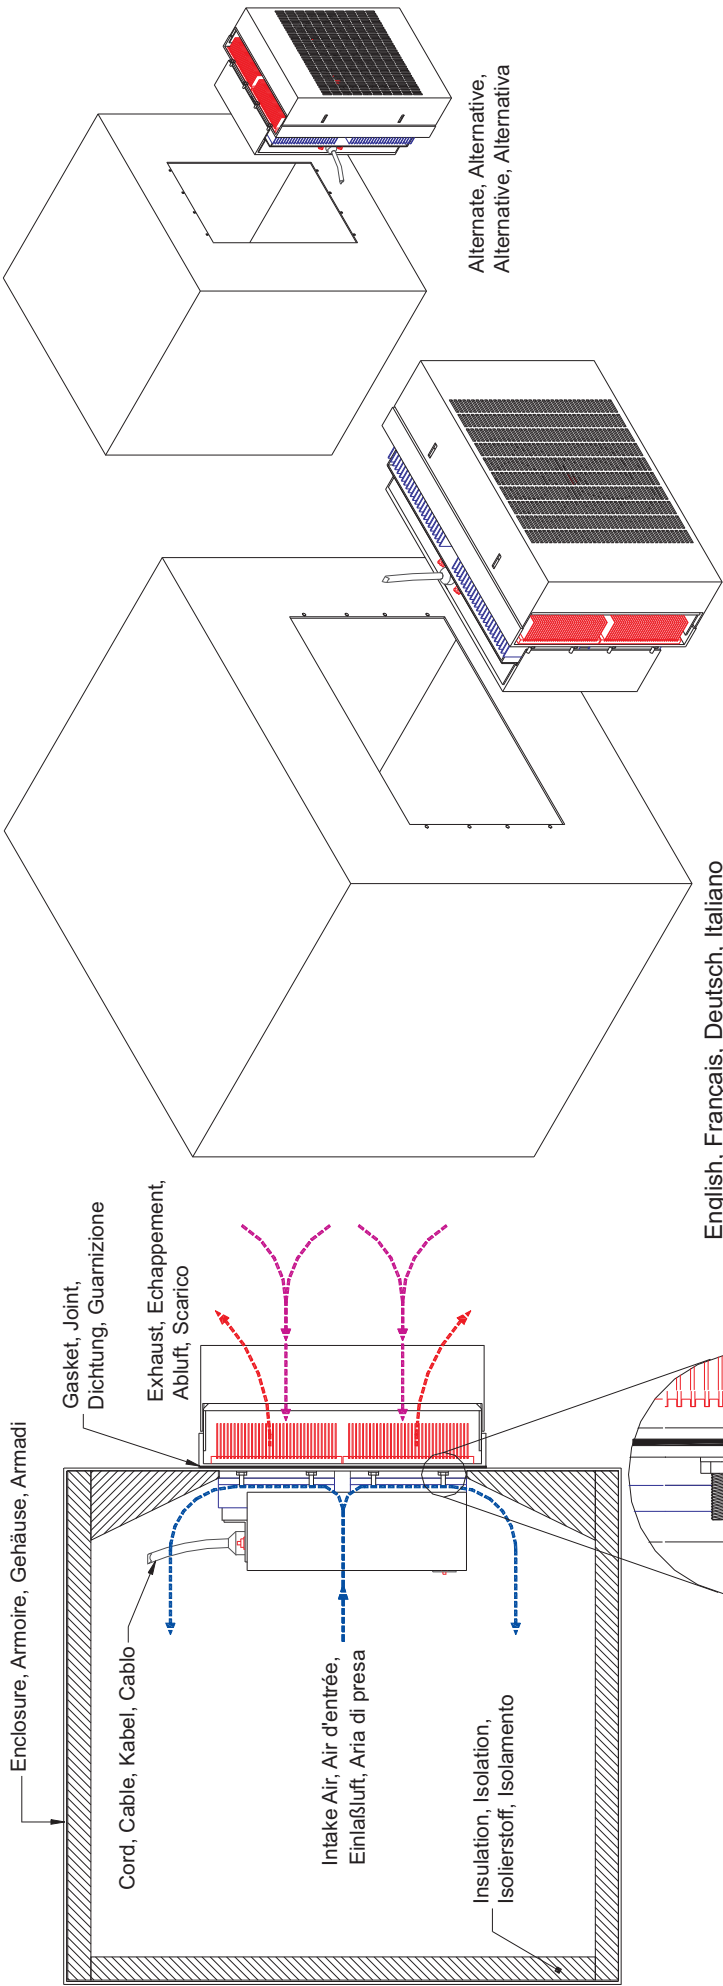 Enclosure, Armoire, Gehäuse, Armadi
Gasket, Joint,
Dichtung, Guarnizione
Exhaust, Echappement,
Abluft, Scarico
Cord, Cable, Kabel, Cablo
Intake Air, Air d'entrée,
Einlaßluft, Aria di presa
Insulation, Isolation,
Isolierstoff, Isolamento
Alternate, Alternative,
Alternative, Alternativa
English, Francais, Deutsch, Italiano